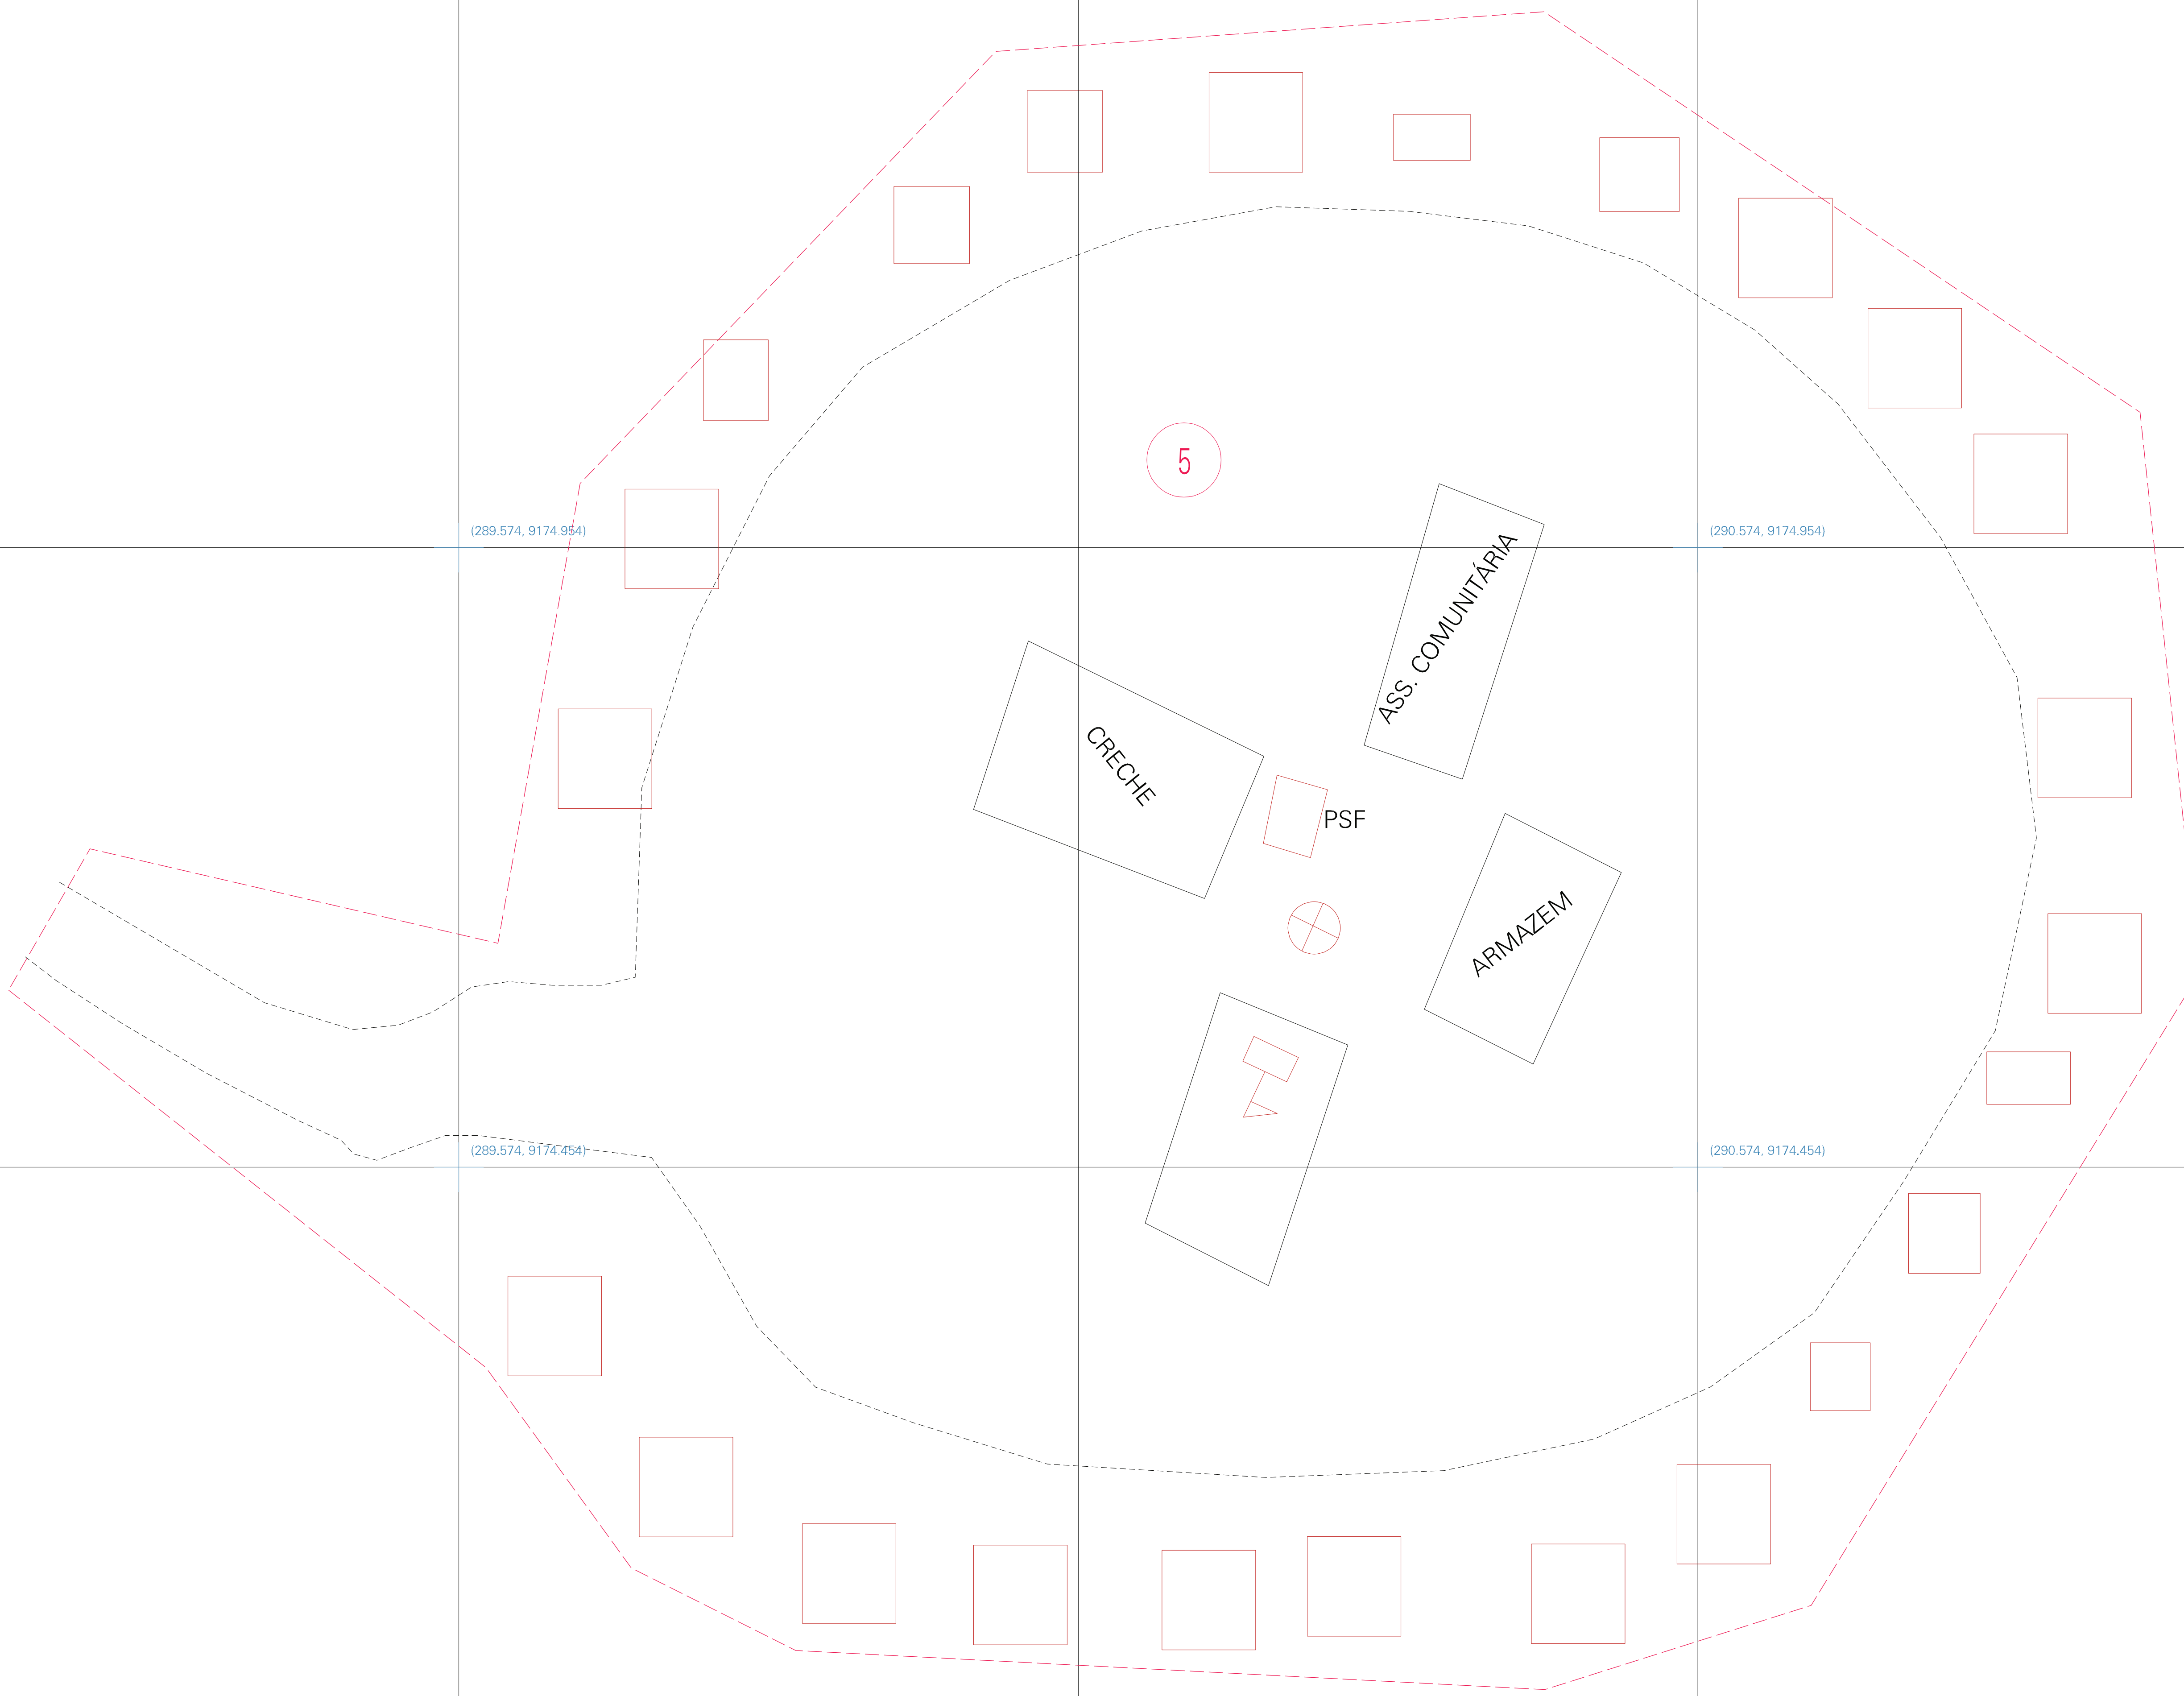 5
(289.574, 9174.954)
(290.574, 9174.954)
ASS. COMUNITÁRIA
CRECHE
PSF
ARMAZEM
(289.574, 9174.454)
(290.574, 9174.454)